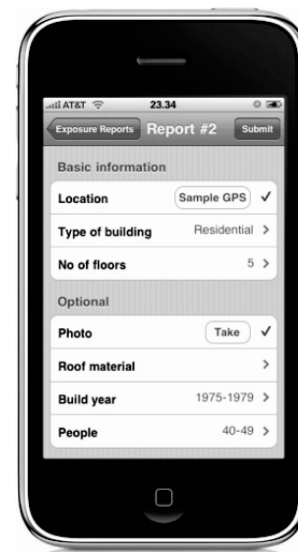 AT&T 23.34
Exposure Reports Report #2 Submit
Basic information
Location Sample GPS
Type of building Residential
No of floors 5
Optional
Photo Take
Roof material
Build year 1975-1979
People 40-49